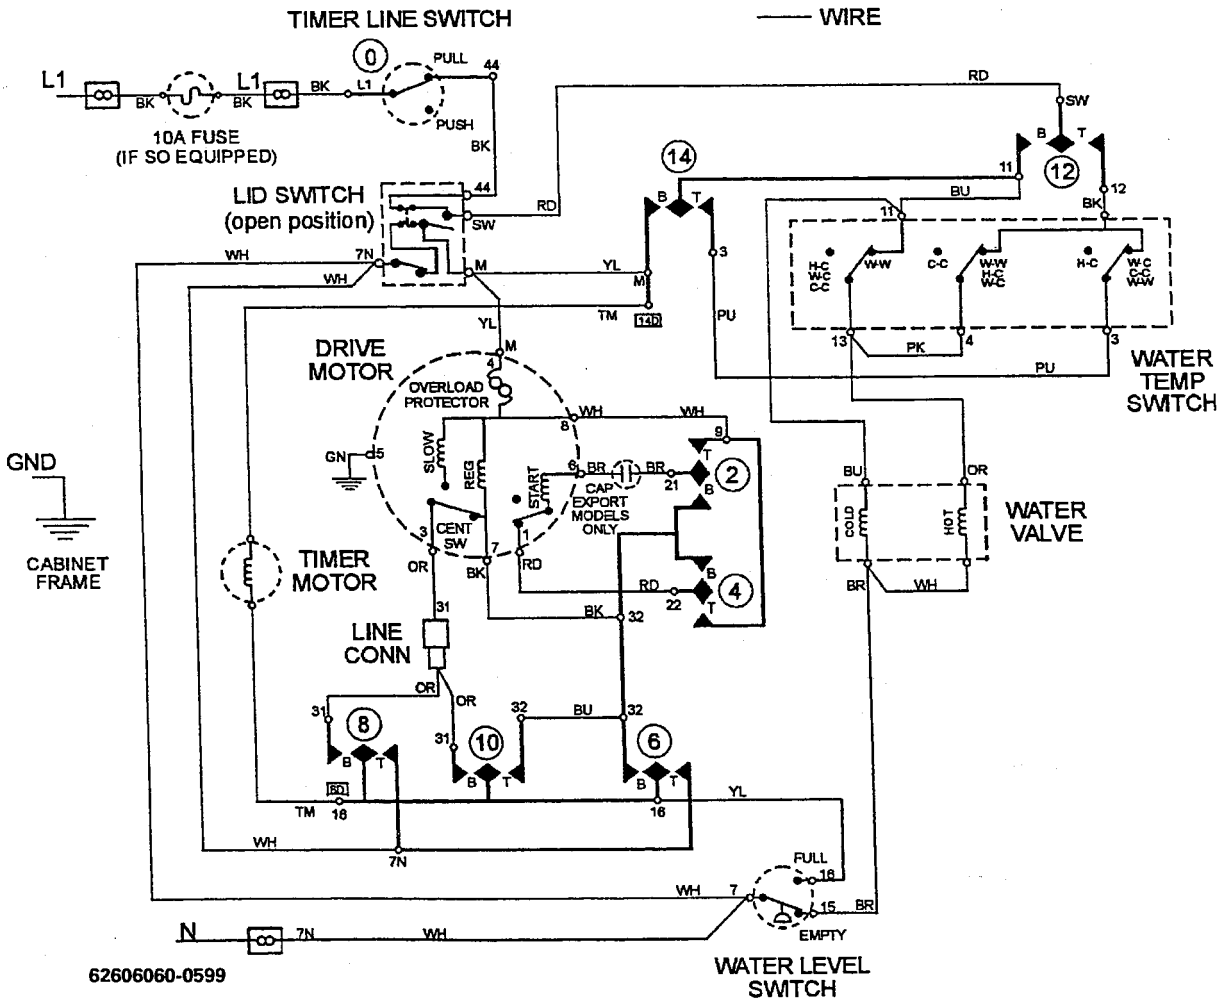 TIMER LINE SWITCH
WIRE
0
PULL
44
RD
L1
L1
L1
BK
BK
BK
SW
PUSH
10A FUSE
(IF SO EQUIPPED)
BK
B
T
14
12
11
LID SWITCH
(open position)
44
BU
12
RD
B
T
BK
SW
11
WH
7N
WH
M
YL
M
3
H-C
W-C
C-C
W-W
C-C
W-W
H-C
W-C
H-C
W-C
C-C
W-W
TM
14D
PU
YL
13
PK
4
3
DRIVE
MOTOR
M
4
PU
WATER
TEMP
SWITCH
OVERLOAD
PROTECTOR
WH
WH
8
9
GN
5
SLOW
REG
START
6
BR
BR
21
T
B
2
BU
OR
GND
CAP
EXPORT
MODELS
ONLY
COLD
HOT
WATER
VALVE
CENT
SW
3
7
1
CABINET
FRAME
TIMER
MOTOR
OR
BK
RD
B
RD
22
4
T
BR
WH
31
BK
32
LINE
CONN
OR
OR
31
8
32
BU
32
31
10
6
B
T
B
T
B
T
8D
TM
18
16
YL
WH
7N
FULL
16
WH
7
15
BR
EMPTY
N
7N
WH
62606060-0599
WATER LEVEL
SWITCH